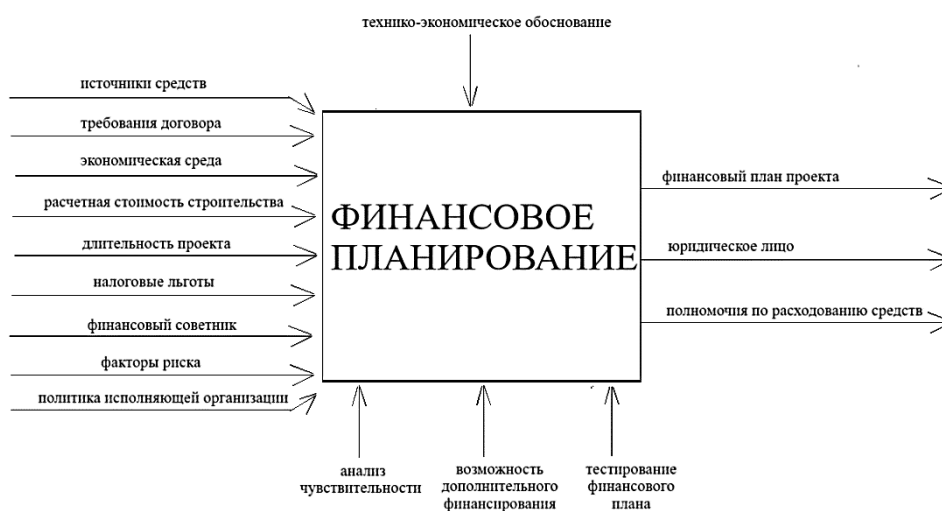 технико-экономическое обоснование
источники средств
требования договора
экономическая среда
расчетная стоимость строительства
длительность проекта
налоговые льготы
финансовый советник
факторы риска
политика исполняющей организации
ФИНАНСОВОЕ
ПЛАНИРОВАНИЕ
финансовый план проекта
юридическое лицо
полномочия по расходованию средств
анализ
чувствительности
возможность
дополнительного
финансирования
тестирование
финансового
плана